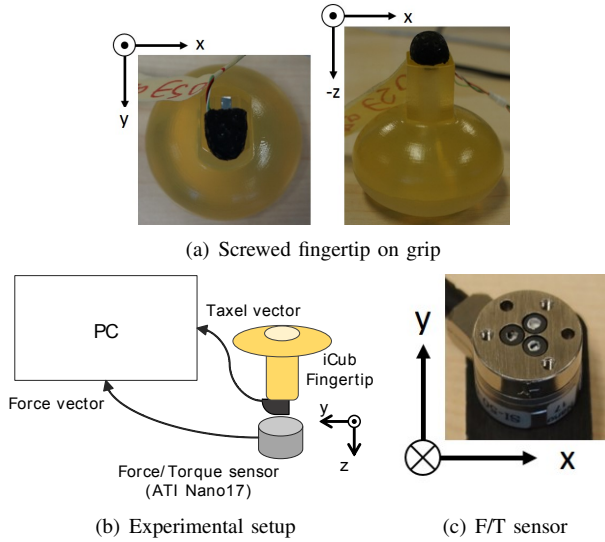 x
y
x
-z
(a) Screwed fingertip on grip
PC
Taxel vector
iCub
Fingertip
Force vector
y
z
Force/Torque sensor
(ATI Nano17)
(b) Experimental setup
y
x
(c) F/T sensor